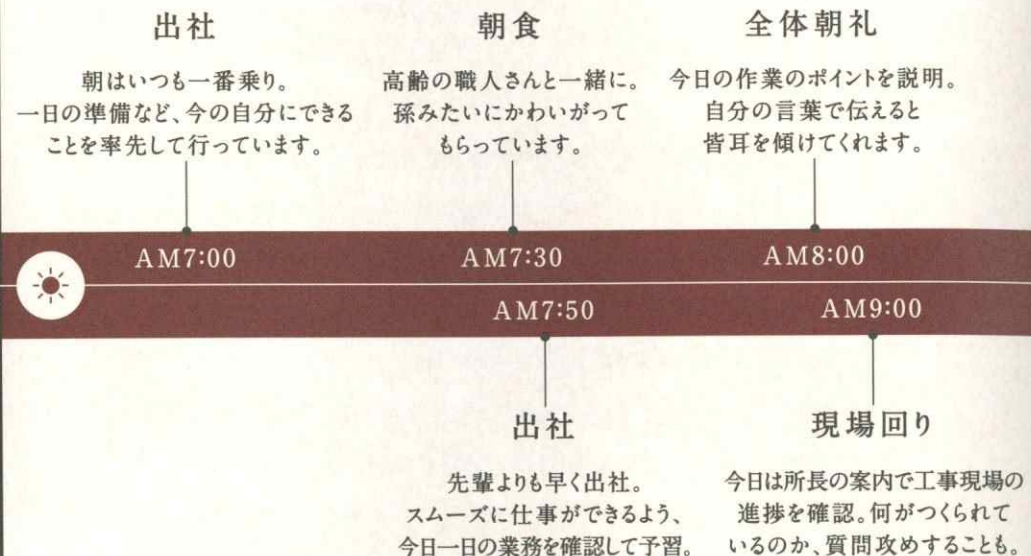 出社
朝はいつも一番乗り。
一日の準備など、今の自分にできる
ことを率先して行っています。
朝食
高齢の職人さんと一緒に。
孫みたいにかわいがって
もらっています。
全体朝礼
今日の作業のポイントを説明。
自分の言葉で伝えると
皆耳を傾けてくれます。
AM7:00
AM7:30
AM8:00
AM7:50
AM9:00
出社
先輩よりも早く出社。
スムーズに仕事ができるよう、
今日一日の業務を確認して予習。
現場回り
今日は所長の案内で工事現場の
進捗を確認。何がつくられて
いるのか、質問攻めすることも。